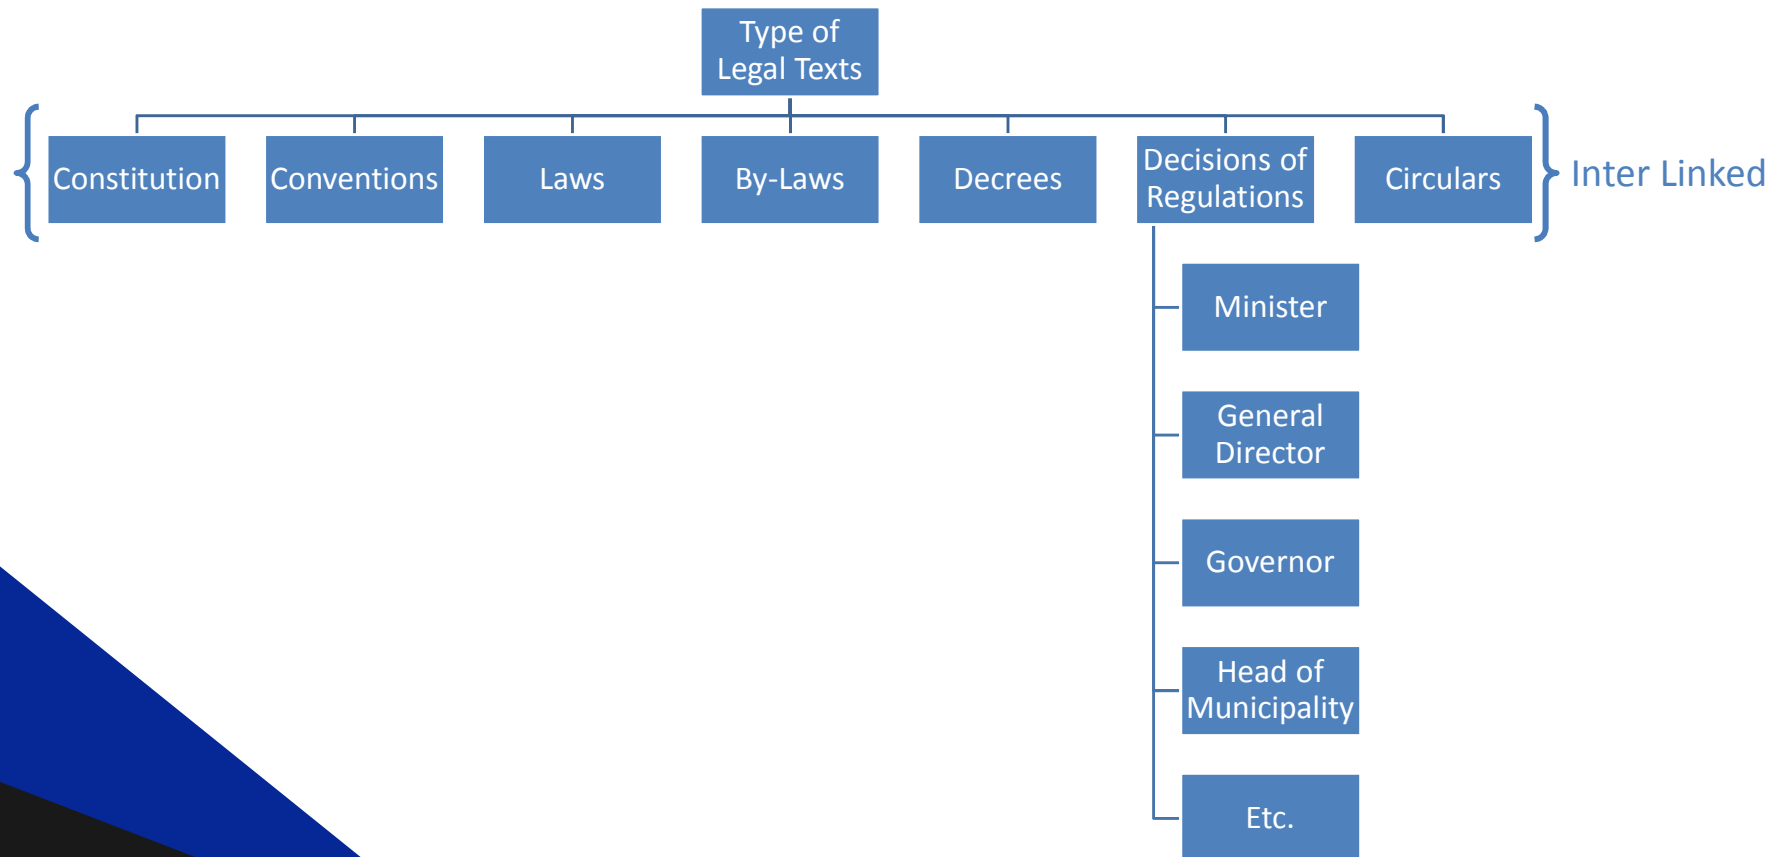 Type of
Legal Texts
Constitution
Conventions
Laws
By-Laws
Decrees
Decisions of
Regulations
Circulars
Inter Linked
Minister
General
Director
Governor
Head of
Municipality
Etc.